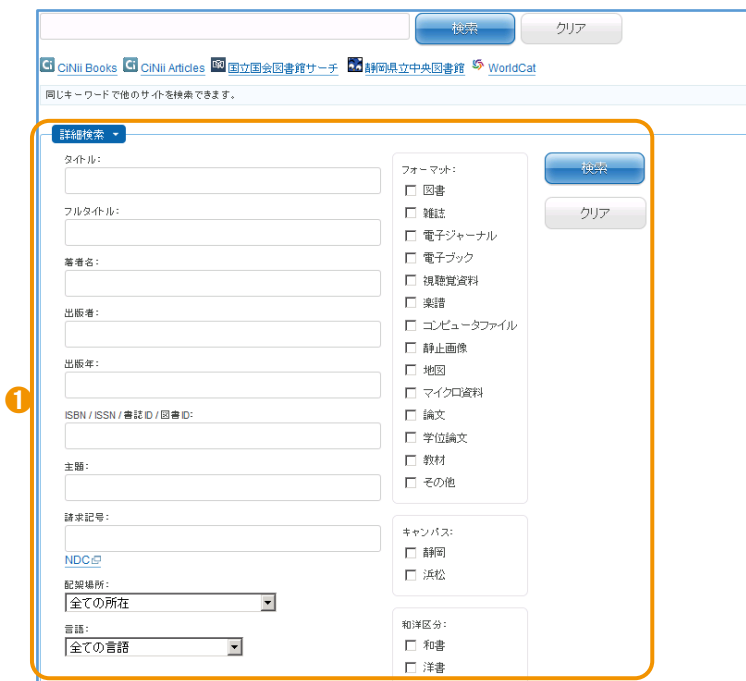 検索 クリア
CiNii Books CiNii Articles 国立国会図書館サーチ 静岡県立中央図書館 WorldCat
同じキーワードで他のサイトを検索できます。
詳細検索
タイトル:
フルタイトル:
著者名:
出版者:
出版年:
ISBN / ISSN / 書誌ID / 図書ID:
主題:
請求記号:
NDC
配架場所:
全ての所在
言語:
全ての言語
フォーマット:
図書
雑誌
電子ジャーナル
電子ブック
視聴覚資料
楽譜
コンピュータファイル
静止画像
地図
マイクロ資料
論文
学位論文
教材
その他
キャンパス:
静岡
浜松
和洋区分:
和書
洋書
検索
クリア
1